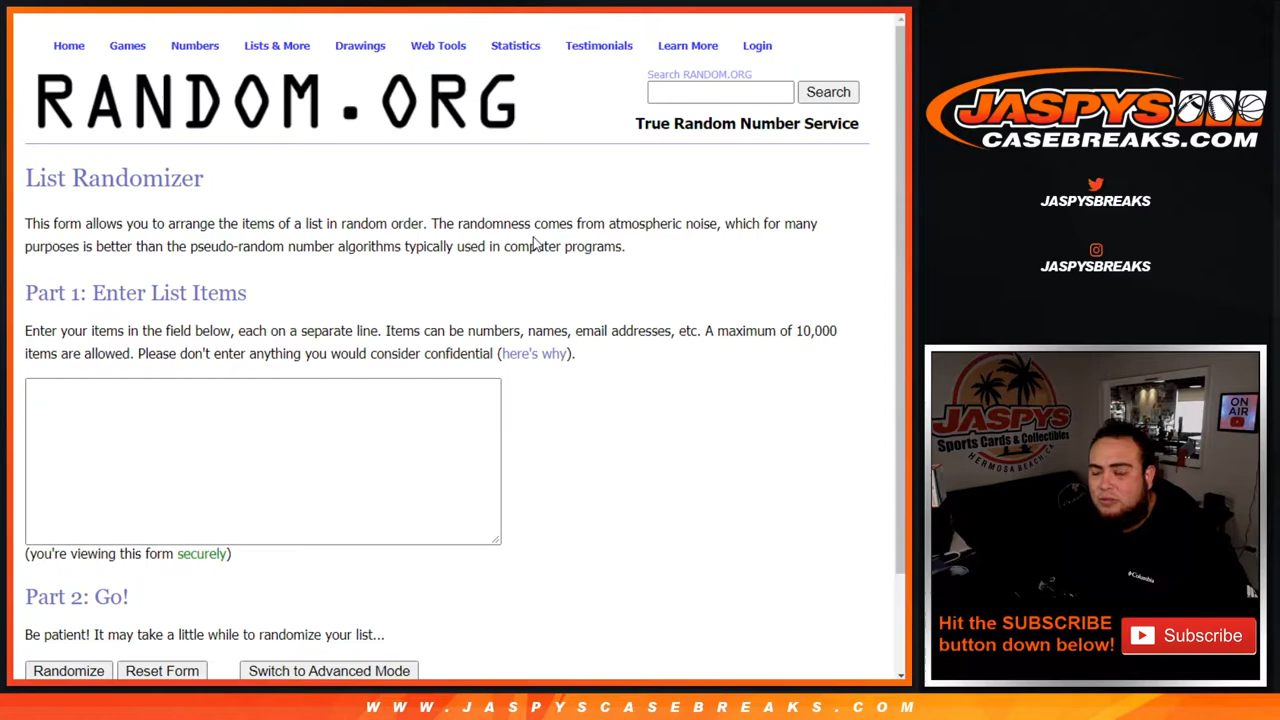 Home Games Numbers Lists & More Drawings Web Tools Statistics Testimonials Learn More Login
RANDOM.ORG
Search RANDOM.ORG
Search
True Random Number Service
List Randomizer
This form allows you to arrange the items of a list in random order. The randomness comes from atmospheric noise, which for many
purposes is better than the pseudo-random number algorithms typically used in computer programs.
Part 1: Enter List Items
Enter your items in the field below, each on a separate line. Items can be numbers, names, email addresses, etc. A maximum of 10,000
items are allowed. Please don't enter anything you would consider confidential (here's why).
(you're viewing this form securely)
Part 2: Go!
Be patient! It may take a little while to randomize your list...
Randomize Reset Form Switch to Advanced Mode
JASPYS
CASEBREAKS.COM
JASPYSBREAKS
JASPYSBREAKS
JASPYS
Sports Cards & Collectibles
HERMOSA BEACH, CA
ON
AIR
Columbia
Hit the SUBSCRIBE
button down below!
Subscribe
WWW.JASPYSCASEBREAKS.COM